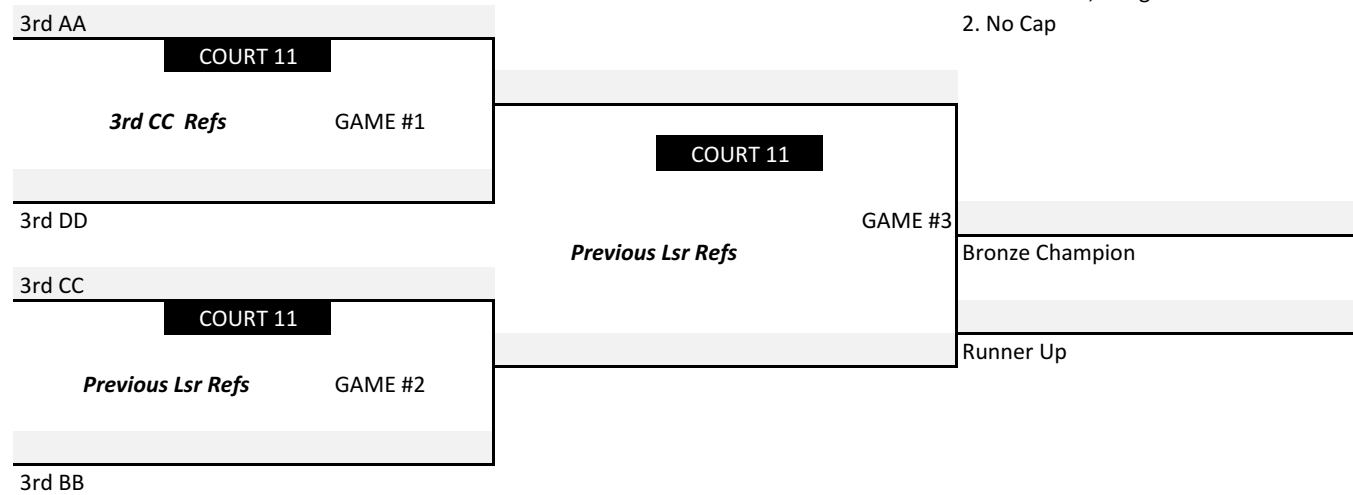 3rd AA
2. No Cap
COURT 11
3rd CC Refs GAME #1
COURT 11
3rd DD
GAME #3
Previous Lsr Refs
Bronze Champion
3rd CC
COURT 11
Runner Up
Previous Lsr Refs GAME #2
3rd BB